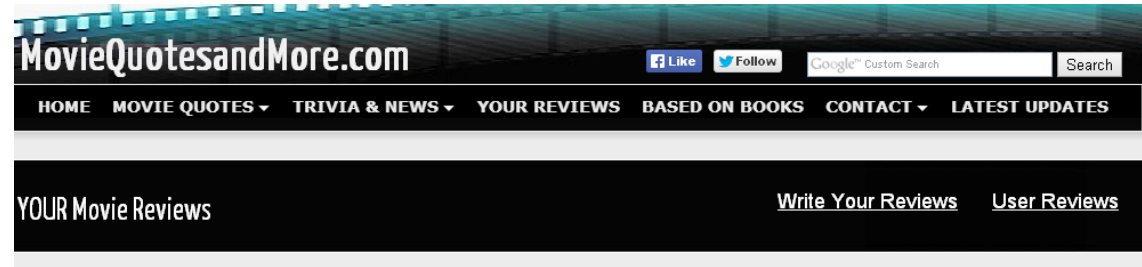 MovieQuotesandMore.com
Like Follow Google™ Custom Search Search
HOME MOVIE QUOTES TRIVIA & NEWS YOUR REVIEWS BASED ON BOOKS CONTACT LATEST UPDATES
YOUR Movie Reviews Write Your Reviews User Reviews